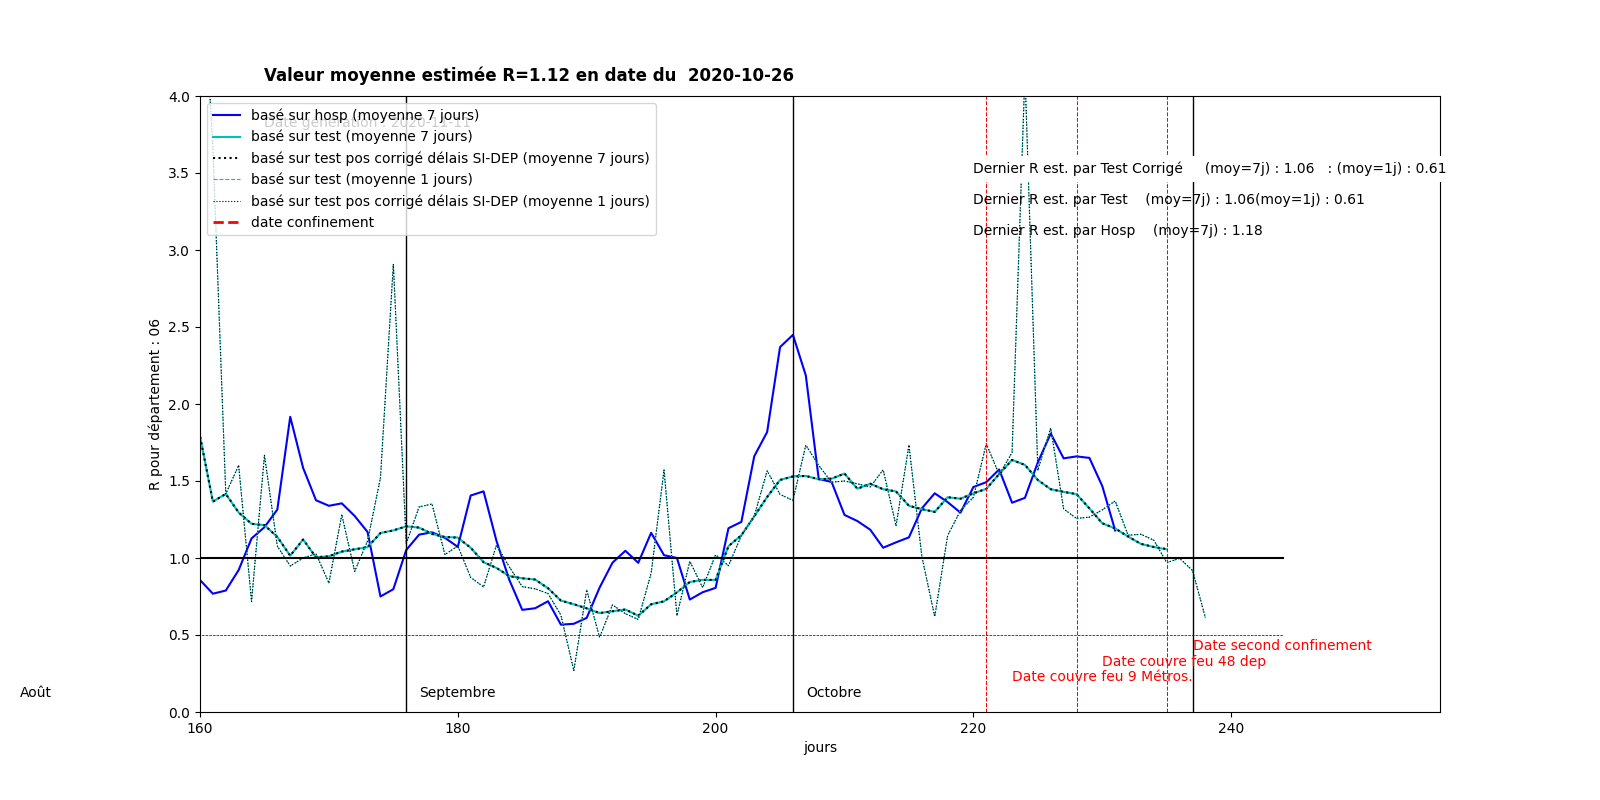 Valeur moyenne estimée R=1.12 en date du  2020-10-26
4.0
3.5
3.0
2.5
2.0
1.5
1.0
0.5
0.0
R pour département : 06
basé sur hosp (moyenne 7 jours)
Date génération : 2020-11-11
basé sur test (moyenne 7 jours)
basé sur test pos corrigé délais SI-DEP (moyenne 7 jours)
basé sur test (moyenne 1 jours)
basé sur test pos corrigé délais SI-DEP (moyenne 1 jours)
date confinement
Dernier R est. par Test Corrigé     (moy=7j) : 1.06   : (moy=1j) : 0.61
Dernier R est. par Test    (moy=7j) : 1.06(moy=1j) : 0.61
Dernier R est. par Hosp    (moy=7j) : 1.18
Date second confinement
Date couvre feu 48 dep
Date couvre feu 9 Métros.
Août
Septembre
Octobre
160
180
200
220
240
jours